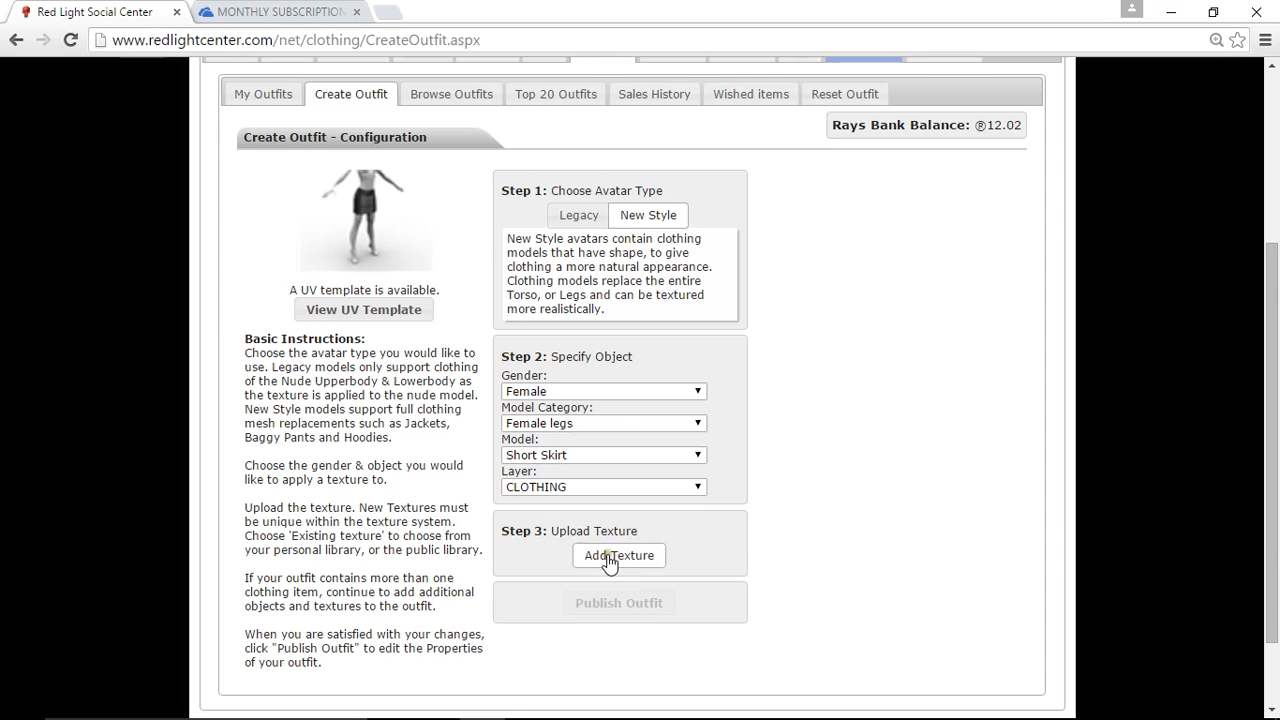 Red Light Social Center
MONTHLY SUBSCRIPTION
www.redlightcenter.com/net/clothing/CreateOutfit.aspx
My Outfits Create Outfit Browse Outfits Top 20 Outfits Sales History Wished items Reset Outfit
Rays Bank Balance: ®12.02
Create Outfit - Configuration
A UV template is available.
View UV Template
Basic Instructions:
Choose the avatar type you would like to
use. Legacy models only support clothing
of the Nude Upperbody & Lowerbody as
the texture is applied to the nude model.
New Style models support full clothing
mesh replacements such as Jackets,
Baggy Pants and Hoodies.
Choose the gender & object you would
like to apply a texture to.
Upload the texture. New Textures must
be unique within the texture system.
Choose 'Existing texture' to choose from
your personal library, or the public library.
If your outfit contains more than one
clothing item, continue to add additional
objects and textures to the outfit.
When you are satisfied with your changes,
click "Publish Outfit" to edit the Properties
of your outfit.
Step 1: Choose Avatar Type
Legacy New Style
New Style avatars contain clothing
models that have shape, to give
clothing a more natural appearance.
Clothing models replace the entire
Torso, or Legs and can be textured
more realistically.
Step 2: Specify Object
Gender:
Female
Model Category:
Female legs
Model:
Short Skirt
Layer:
CLOTHING
Step 3: Upload Texture
Add Texture
Publish Outfit